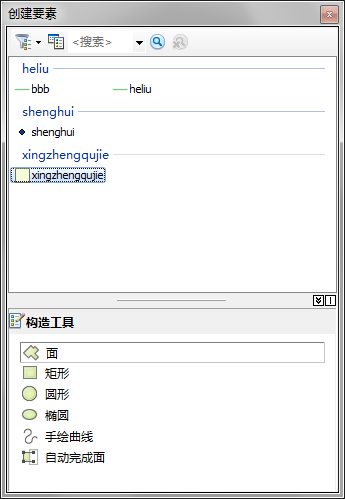 创建要素
<搜索>
heliu
bbb heliu
shenghui
shenghui
xingzhengqujie
xingzhengqujie
构造工具
面
矩形
圆形
椭圆
手绘曲线
自动完成面